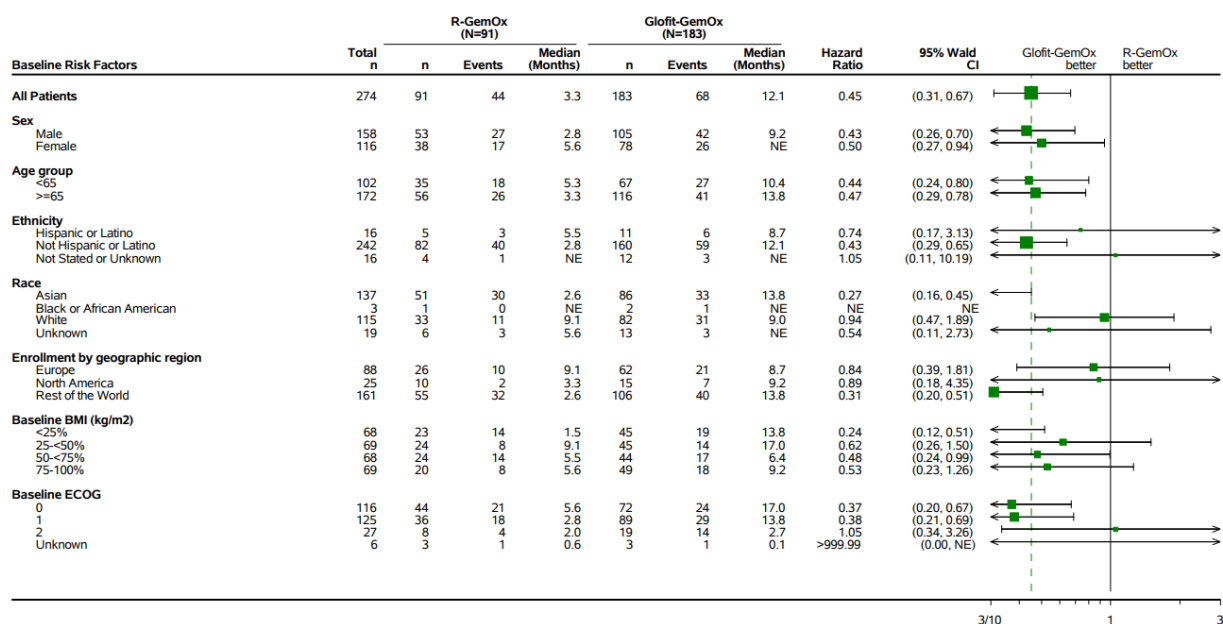 R-GemOx Glofit-GemOx
(N=91) (N=183)
Total Median Median Hazard 95% Wald Glofit-GemOx R-GemOx
Baseline Risk Factors n n Events (Months) n Events (Months) Ratio CI better better
All Patients 274 91 44 3.3 183 68 12.1 0.45 (0.31, 0.67)
Sex
Male 158 53 27 2.8 105 42 9.2 0.43 (0.26, 0.70)
Female 116 38 17 5.6 78 26 NE 0.50 (0.27, 0.94)
Age group
<65 102 35 18 5.3 67 27 10.4 0.44 (0.24, 0.80)
>=65 172 56 26 3.3 116 41 13.8 0.47 (0.29, 0.78)
Ethnicity
Hispanic or Latino 16 5 3 5.5 11 6 8.7 0.74 (0.17, 3.13)
Not Hispanic or Latino 242 82 40 2.8 160 59 12.1 0.43 (0.29, 0.65)
Not Stated or Unknown 16 4 1 NE 12 3 NE 1.05 (0.11, 10.19)
Race
Asian 137 51 30 2.6 86 33 13.8 0.27 (0.16, 0.45)
Black or African American 3 1 0 NE 2 1 NE NE NE
White 115 33 11 9.1 82 31 9.0 0.94 (0.47, 1.89)
Unknown 19 6 3 5.6 13 3 NE 0.54 (0.11, 2.73)
Enrollment by geographic region
Europe 88 26 10 9.1 62 21 8.7 0.84 (0.39, 1.81)
North America 25 10 2 3.3 15 7 9.2 0.89 (0.18, 4.35)
Rest of the World 161 55 32 2.6 106 40 13.8 0.31 (0.20, 0.51)
Baseline BMI (kg/m2)
<25% 68 23 14 1.5 45 19 13.8 0.24 (0.12, 0.51)
25-<50% 69 24 8 9.1 45 14 17.0 0.62 (0.26, 1.50)
50-<75% 68 24 14 5.5 44 17 6.4 0.48 (0.24, 0.99)
75-100% 69 20 8 5.6 49 18 9.2 0.53 (0.23, 1.26)
Baseline ECOG
0 116 44 21 5.6 72 24 17.0 0.37 (0.20, 0.67)
1 125 36 18 2.8 89 29 13.8 0.38 (0.21, 0.69)
2 27 8 4 2.0 19 14 2.7 1.05 (0.34, 3.26)
Unknown 6 3 1 0.6 3 1 0.1 >999.99 (0.00, NE)
3/10 1 3